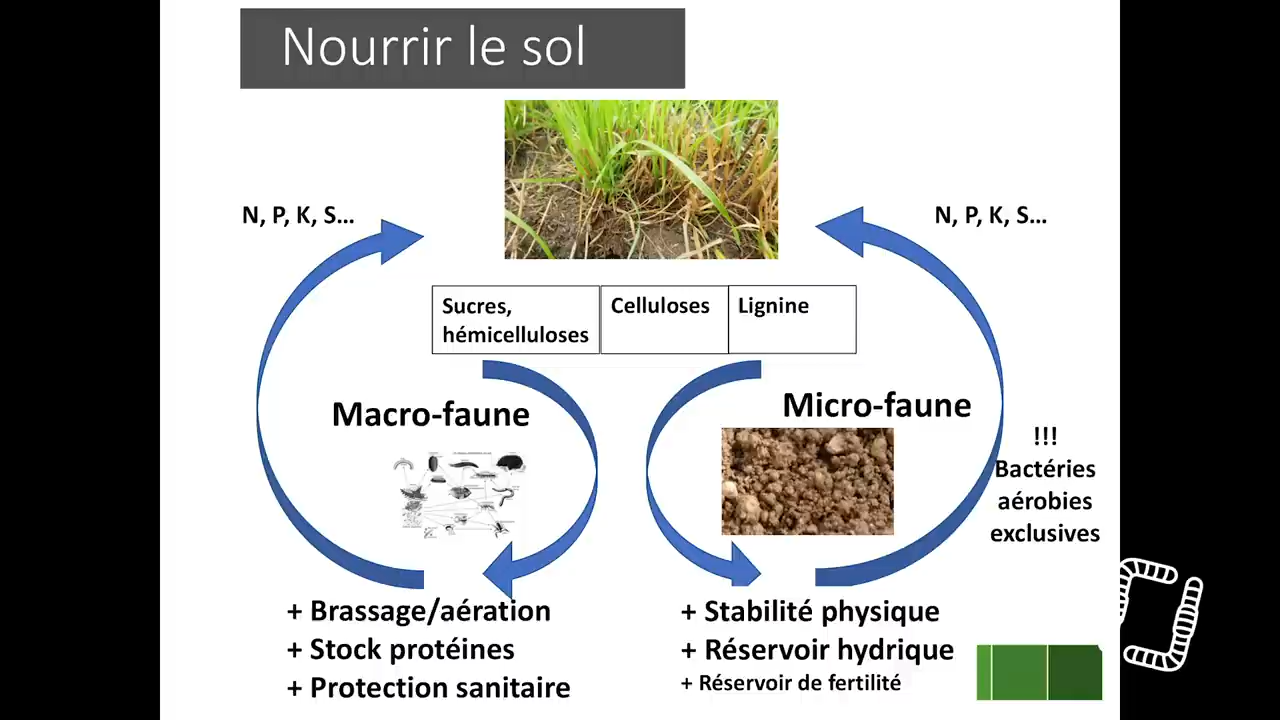 Nourrir le sol
N, P, K, S...
N, P, K, S...
Sucres,
hémicelluloses
Celluloses
Lignine
Macro-faune
Micro-faune
!!!
Bactéries
aérobies
exclusives
+ Brassage/aération
+ Stock protéines
+ Protection sanitaire
+ Stabilité physique
+ Réservoir hydrique
+ Réservoir de fertilité